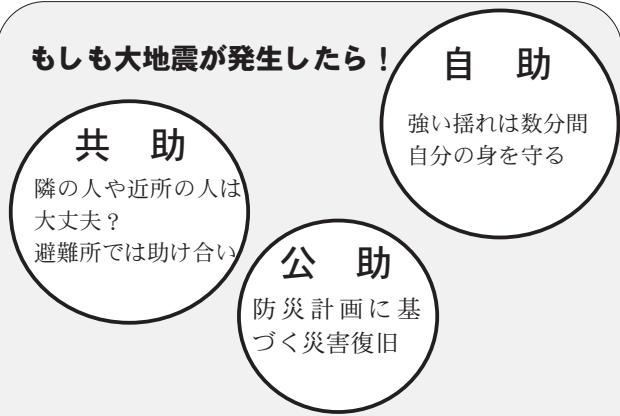 もしも大地震が発生したら！
自　助
強い揺れは数分間
自分の身を守る
共　助
隣の人や近所の人は
大丈夫？
避難所では助け合い
公　助
防災計画に基
づく災害復旧